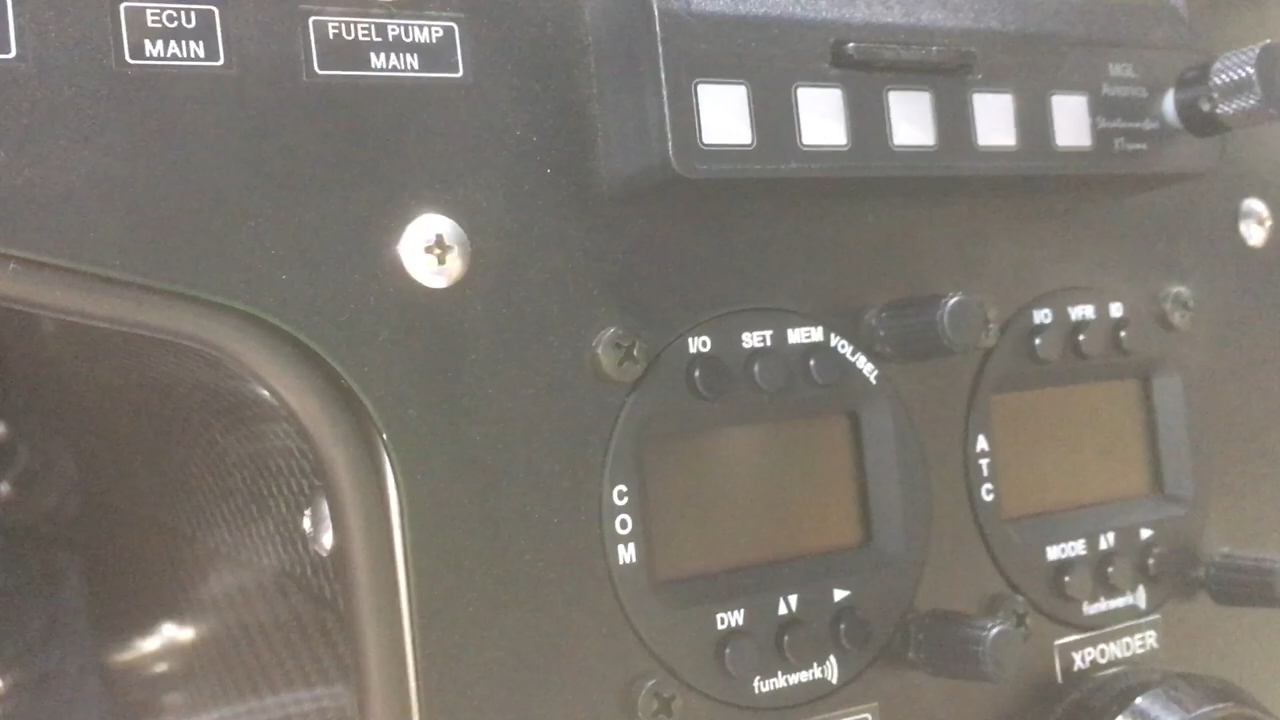 ECU
MAIN
FUEL PUMP
MAIN
MGL
Avionics
I/O
SET
MEM
VOL/SEL
COM
DW
funkwerk
I/O
VFR
ID
ATC
MODE
funkwerk
XPONDER